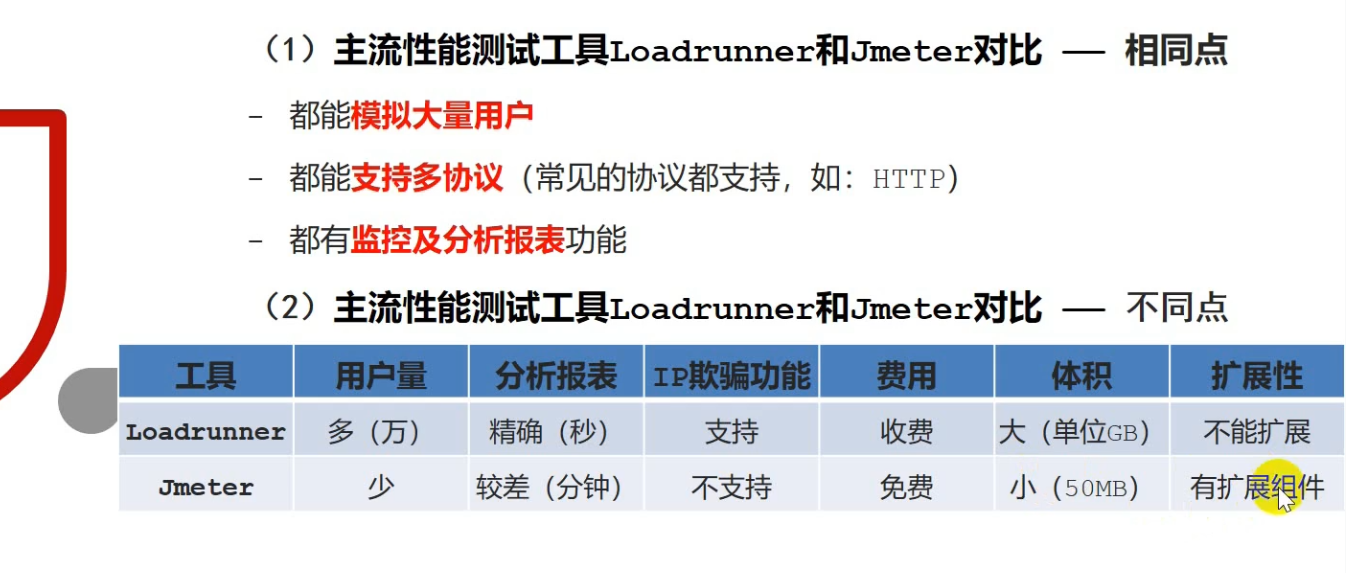 （1）主流性能测试工具Loadrunner和Jmeter对比 —— 相同点
– 都能模拟大量用户
– 都能支持多协议（常见的协议都支持，如：HTTP）
– 都有监控及分析报表功能
（2）主流性能测试工具Loadrunner和Jmeter对比 —— 不同点
工具 用户量 分析报表 IP欺骗功能 费用 体积 扩展性
Loadrunner 多（万） 精确（秒） 支持 收费 大（单位GB） 不能扩展
Jmeter 少 较差（分钟） 不支持 免费 小（50MB） 有扩展组件